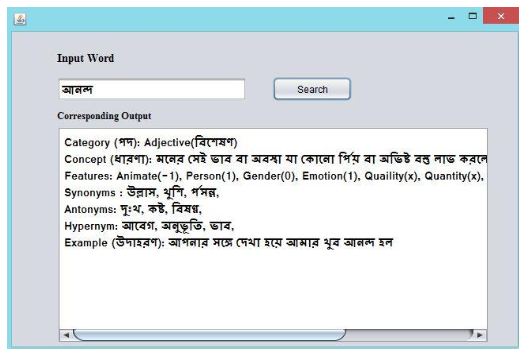 Input Word
আনন্দ
Search
Corresponding Output
Category (পদ): Adjective(বিশেষণ)
Concept (ধারণা): মনের সেই ভাব বা অবস্থা যা কোনো র্পিয় বা অভিষ্ট বস্তু লাভ করলে
Features: Animate(-1), Person(1), Gender(0), Emotion(1), Quaility(x), Quantity(x),
Synonyms : উল্লাস, খুশি, র্পসন্ন,
Antonyms: দুঃখ, কষ্ট, বিষণ্ণ,
Hypernym: আবেগ, অনুভূতি, ভাব,
Example (উদাহরণ): আপনার সঙ্গে দেখা হয়ে আমার খুব আনন্দ হল